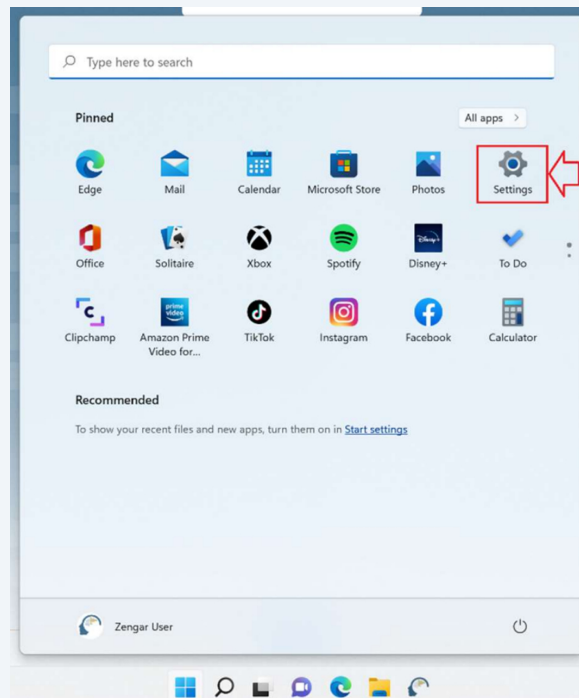 Type here to search
Pinned
All apps >
Edge
Mail
Calendar
Microsoft Store
Photos
Settings
Office
Solitaire
Xbox
Spotify
Disney+
To Do
Clipchamp
prime video
Amazon Prime
Video for...
TikTok
Instagram
Facebook
Calculator
Recommended
To show your recent files and new apps, turn them on in Start settings
Zengar User